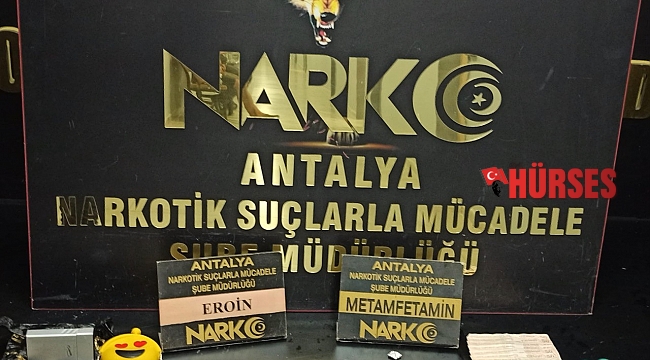 NARKO
ANTALYA
HÜRSES
NARKOTİK SUÇLARLA MÜCADELE
ŞUBE MÜDÜRLÜĞÜ
ANTALYA
NARKOTİK SUÇLARLA MÜCADELE
ŞUBE MÜDÜRLÜĞÜ
EROİN
NARKO
ANTALYA
NARKOTİK SUÇLARLA MÜCADELE
ŞUBE MÜDÜRLÜĞÜ
METAMFETAMİN
NARKO